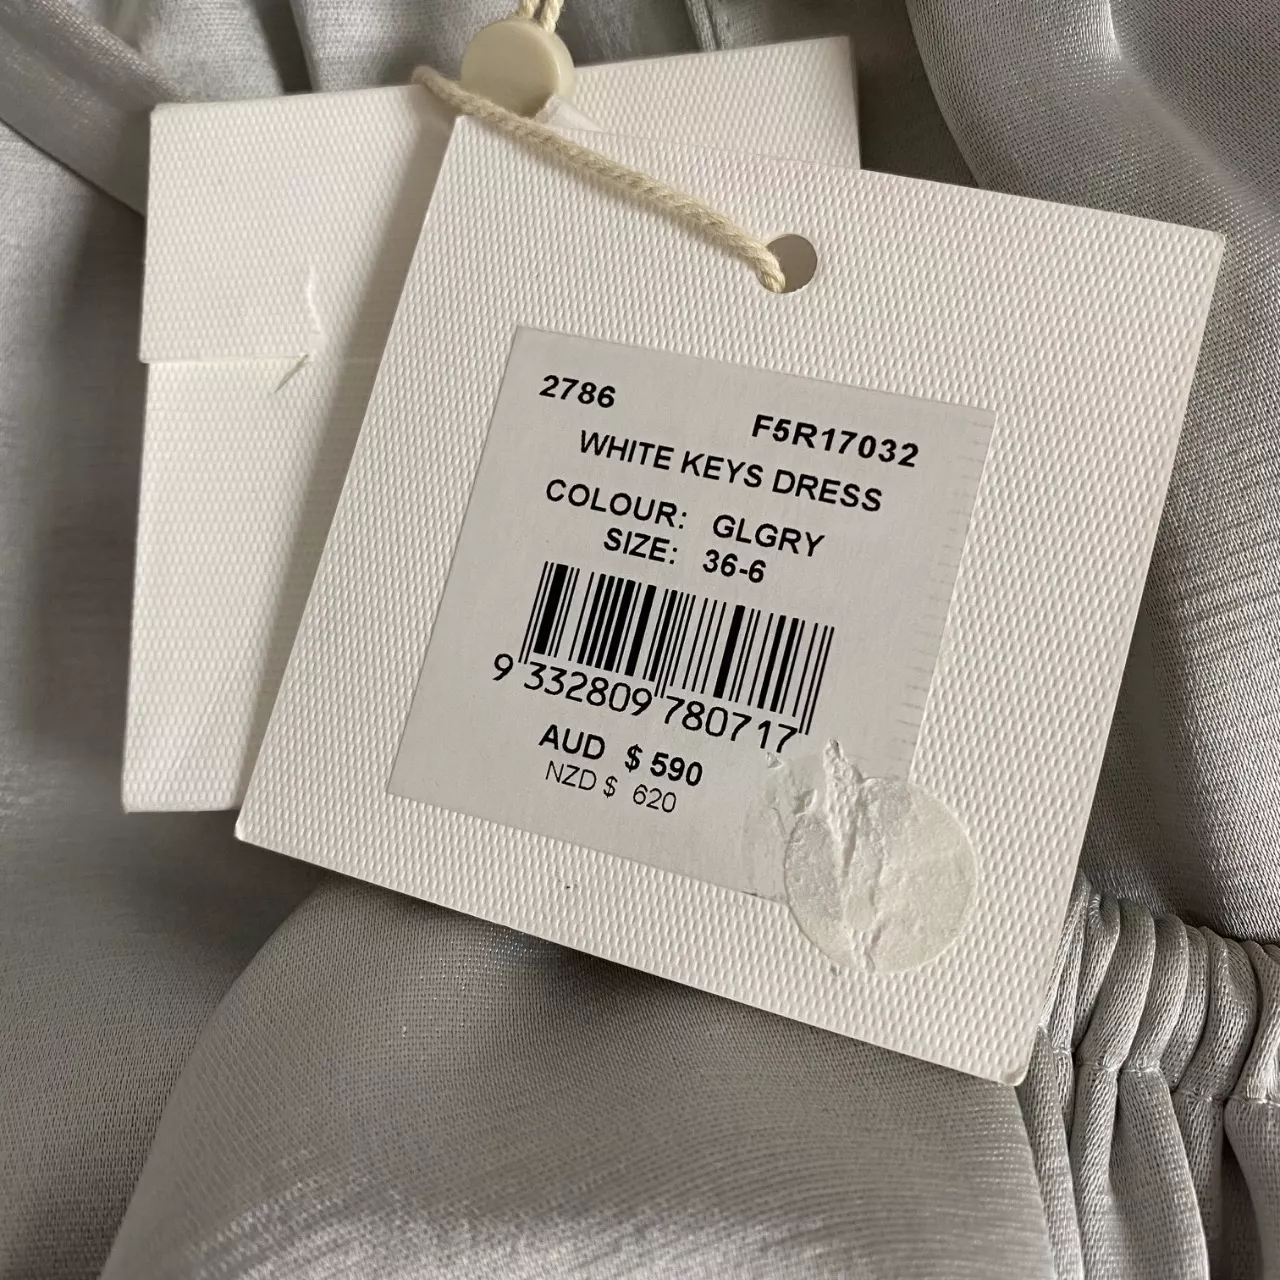 2786 F5R17032
WHITE KEYS DRESS
COLOUR: GLGRY
SIZE: 36-6
9 332809 780717
AUD $ 590
NZD $ 620